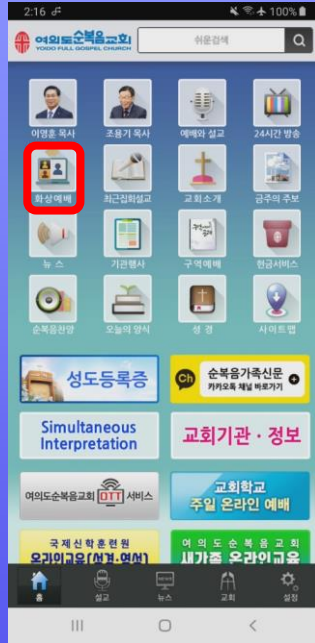 2:16
100%
여의도순복음교회
YOIDO FULL GOSPEL CHURCH
쉬운검색
이영훈 목사
조용기 목사
예배와 설교
24시간 방송
화상예배
최근집회설교
교회소개
금주의 주보
뉴 스
기관행사
구역예배
헌금서비스
순복음찬양
오늘의 양식
성 경
사이트맵
성도등록증
Ch
순복음가족신문
카카오톡 채널 바로가기
Simultaneous
Interpretation
교회기관 · 정보
여의도순복음교회 OTT 서비스
교회학교
주일 온라인 예배
국제신학훈련원
온라인교육(성경·영성)
여의도순복음교회
새가족 온라인교육
홈
설교
뉴스
교회
설정